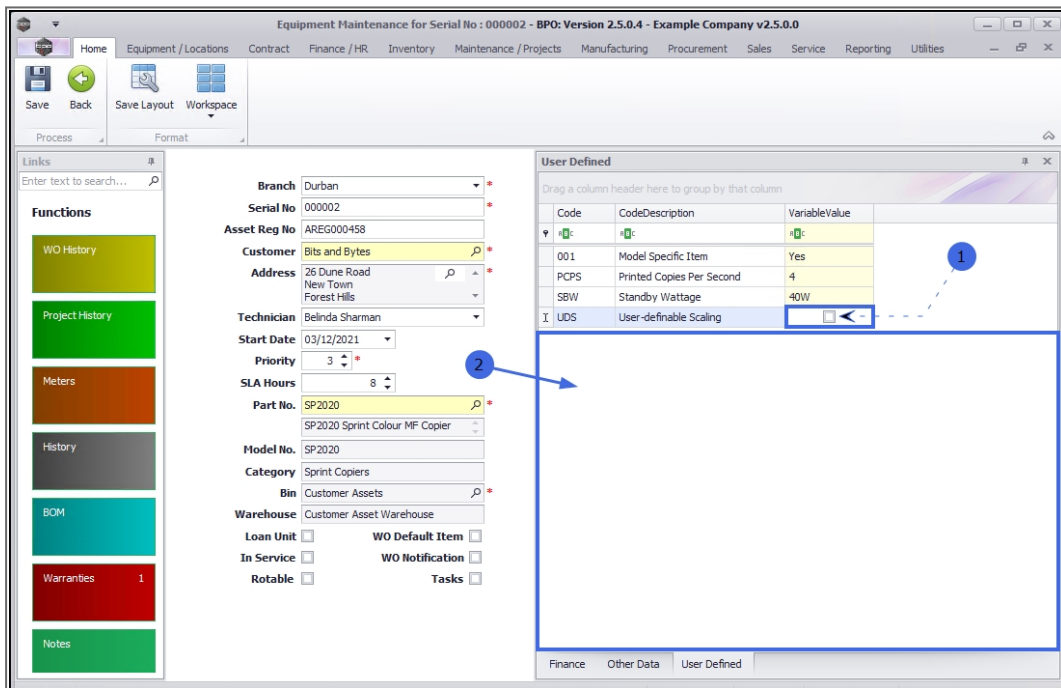 Equipment Maintenance for Serial No : 000002 - BPO: Version 2.5.0.4 - Example Company v2.5.0.0
Home Equipment / Locations Contract Finance / HR Inventory Maintenance / Projects Manufacturing Procurement Sales Service Reporting Utilities
Save Back Save Layout Workspace
Process Format
Links
Enter text to search...
Functions
WO History
Project History
Meters
History
BOM
Warranties 1
Notes
Branch Durban *
Serial No 000002 *
Asset Reg No AREG000458
Customer Bits and Bytes *
Address 26 Dune Road *
New Town
Forest Hills
Technician Belinda Sharman
Start Date 03/12/2021
Priority 3 *
SLA Hours 8
Part No. SP2020 *
SP2020 Sprint Colour MF Copier
Model No. SP2020
Category Sprint Copiers
Bin Customer Assets *
Warehouse Customer Asset Warehouse
Loan Unit WO Default Item
In Service WO Notification
Rotable Tasks
User Defined
Drag a column header here to group by that column
Code CodeDescription VariableValue
ABC ABC ABC
001 Model Specific Item Yes
PCPS Printed Copies Per Second 4
SBW Standby Wattage 40W
UDS User-definable Scaling
1
2
Finance Other Data User Defined